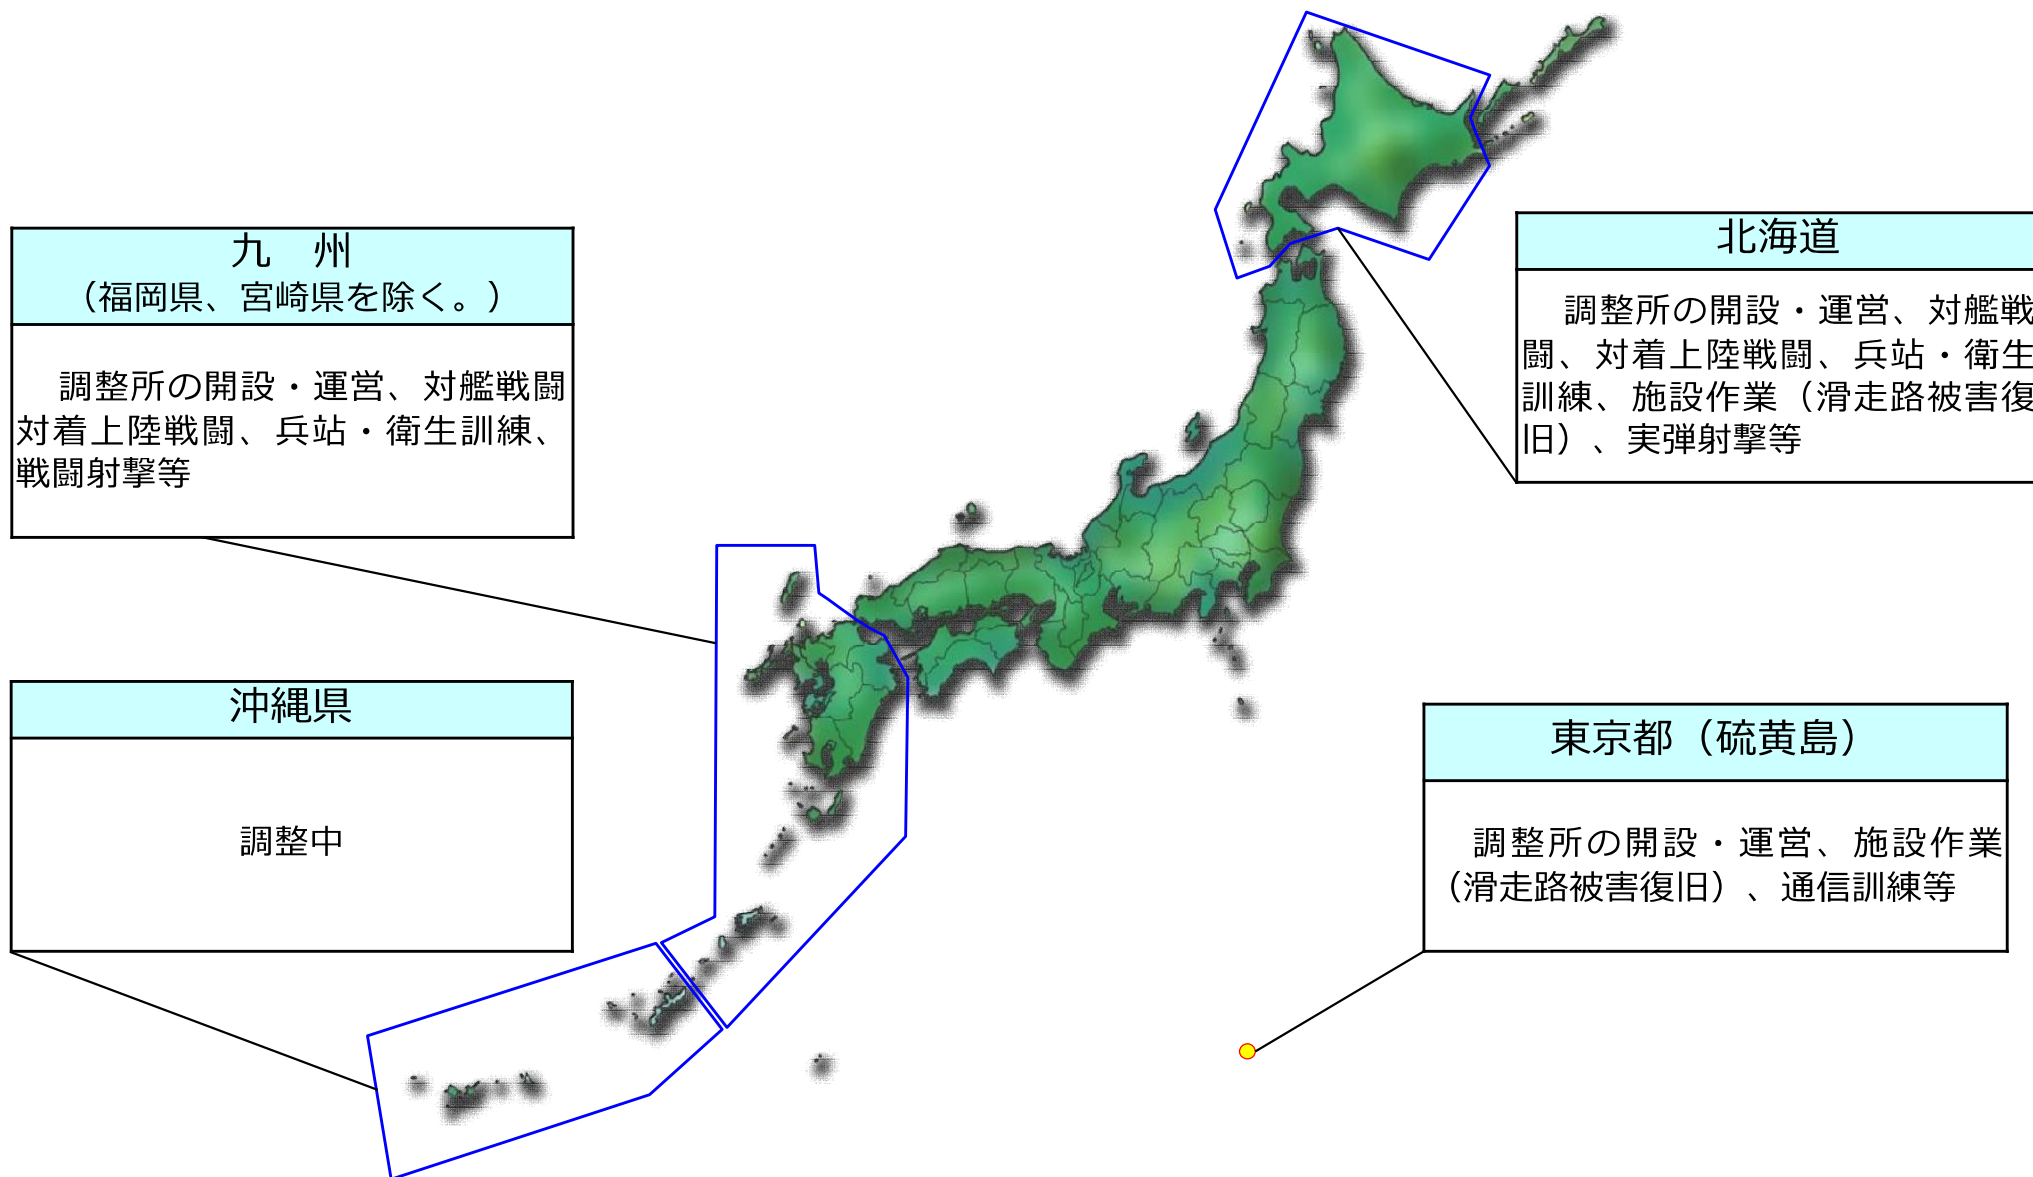 北海道
調整所の開設・運営、対艦戦
闘、対着上陸戦闘、兵站・衛生
訓練、施設作業（滑走路被害復
旧）、実弾射撃等
九　州
（福岡県、宮崎県を除く。）
調整所の開設・運営、対艦戦闘
対着上陸戦闘、兵站・衛生訓練、
戦闘射撃等
沖縄県
調整中
東京都（硫黄島）
調整所の開設・運営、施設作業
（滑走路被害復旧）、通信訓練等